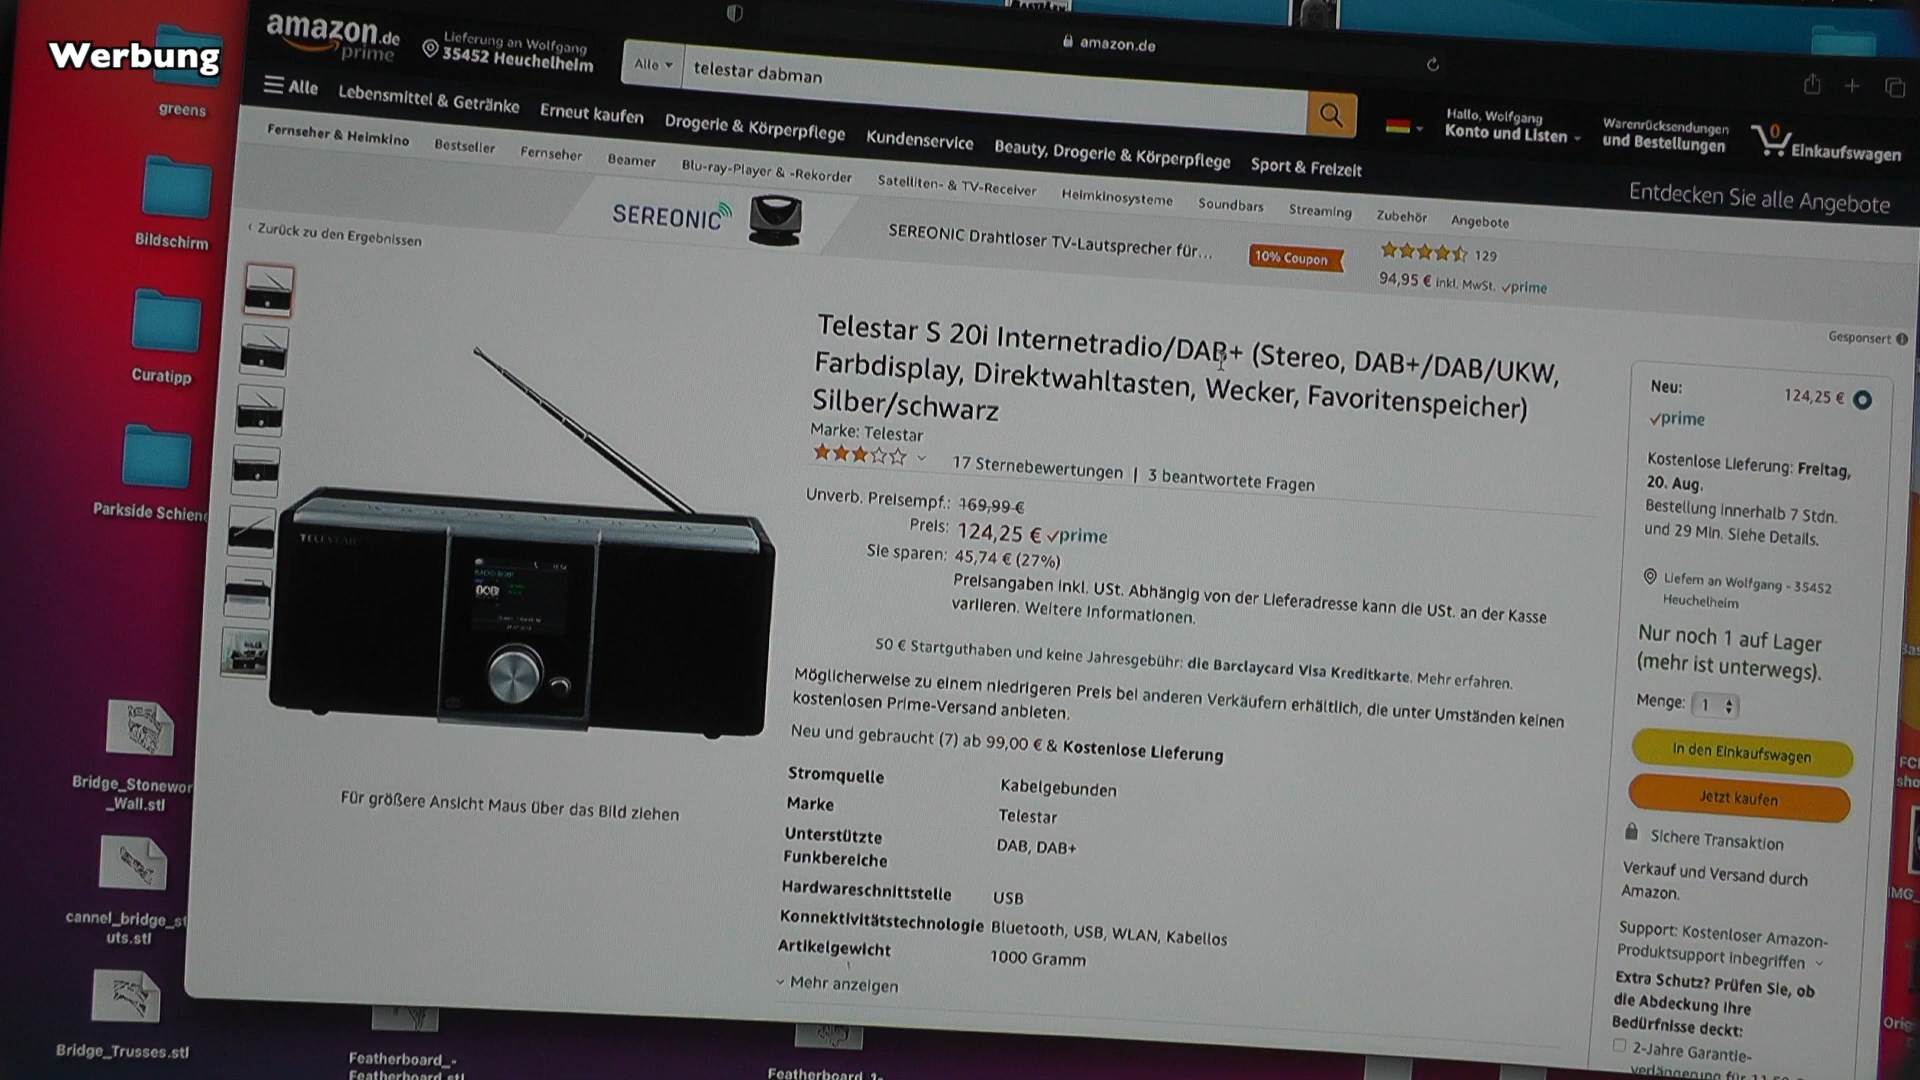 Werbung
amazon.de
prime
Lieferung an Wolfgang
35452 Heuchelheim
Alle
telestar dabman
amazon.de
Hallo, Wolfgang
Konto und Listen
Warenrücksendungen
und Bestellungen
0
Einkaufswagen
Alle
Lebensmittel & Getränke
Erneut kaufen
Drogerie & Körperpflege
Kundenservice
Beauty, Drogerie & Körperpflege
Sport & Freizeit
Entdecken Sie alle Angebote
Fernseher & Heimkino
Bestseller
Fernseher
Beamer
Blu-ray-Player & -Rekorder
Satelliten- & TV-Receiver
Heimkinosysteme
Soundbars
Streaming
Zubehör
Angebote
SEREONIC
SEREONIC Drahtloser TV-Lautsprecher für...
10% Coupon
129
94,95 € inkl. MwSt. prime
Gesponsert
‹ Zurück zu den Ergebnissen
TELESTAR
Für größere Ansicht Maus über das Bild ziehen
Telestar S 20i Internetradio/DAB+ (Stereo, DAB+/DAB/UKW,
Farbdisplay, Direktwahltasten, Wecker, Favoritenspeicher)
Silber/schwarz
Marke: Telestar
17 Sternebewertungen | 3 beantwortete Fragen
Unverb. Preisempf.: 169,99 €
Preis: 124,25 € prime
Sie sparen: 45,74 € (27%)
Preisangaben inkl. USt. Abhängig von der Lieferadresse kann die USt. an der Kasse
variieren. Weitere Informationen.
50 € Startguthaben und keine Jahresgebühr: die Barclaycard Visa Kreditkarte. Mehr erfahren.
Möglicherweise zu einem niedrigeren Preis bei anderen Verkäufern erhältlich, die unter Umständen keinen
kostenlosen Prime-Versand anbieten.
Neu und gebraucht (7) ab 99,00 € & Kostenlose Lieferung
Stromquelle Kabelgebunden
Marke Telestar
Unterstützte
Funkbereiche
DAB, DAB+
Hardwareschnittstelle USB
Konnektivitätstechnologie Bluetooth, USB, WLAN, Kabellos
Artikelgewicht 1000 Gramm
Mehr anzeigen
Neu: 124,25 €
prime
Kostenlose Lieferung: Freitag,
20. Aug.
Bestellung innerhalb 7 Stdn.
und 29 Min. Siehe Details.
Liefern an Wolfgang - 35452
Heuchelheim
Nur noch 1 auf Lager
(mehr ist unterwegs).
Menge: 1
In den Einkaufswagen
Jetzt kaufen
Sichere Transaktion
Verkauf und Versand durch
Amazon.
Support: Kostenloser Amazon-
Produktsupport inbegriffen
Extra Schutz? Prüfen Sie, ob
die Abdeckung Ihre
Bedürfnisse deckt:
2-Jahre Garantie-
greens
Bildschirm
Curatipp
Parkside Schien
Bridge_Stonewor
_Wall.stl
cannel_bridge_st
uts.stl
Bridge_Trusses.stl
Featherboard_-
Featherboard.stl
Featherboard_1-